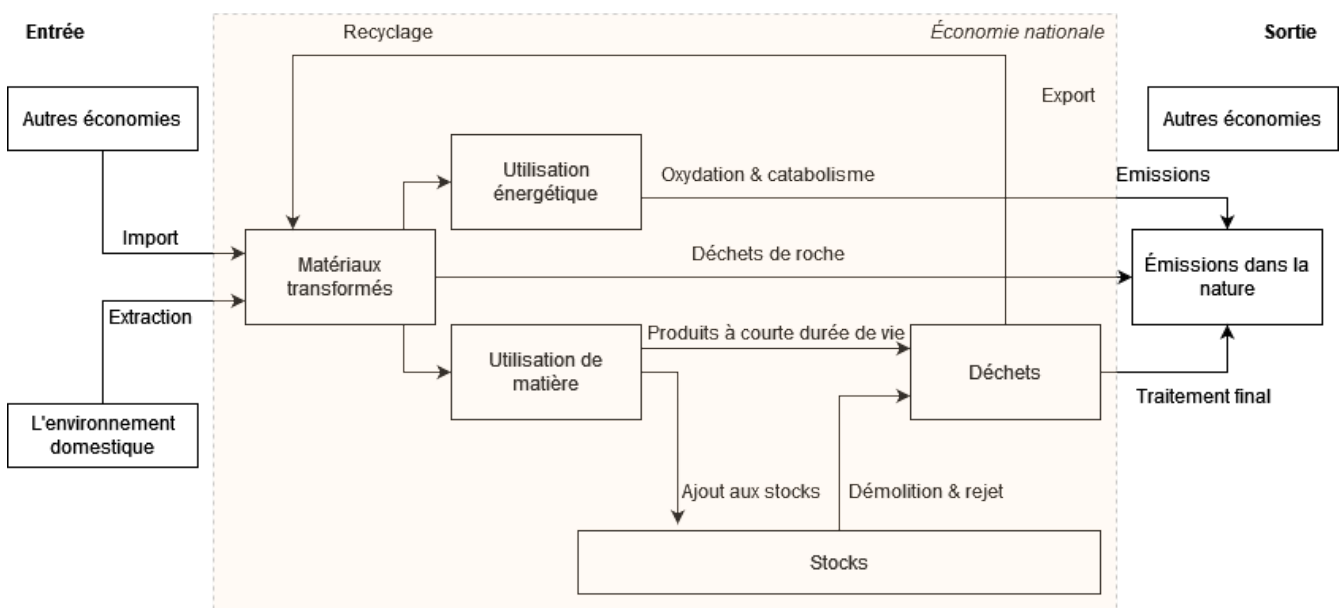 Entrée
Recyclage
Économie nationale
Sortie
Autres économies
Export
Autres économies
Utilisation
énergétique
Oxydation & catabolisme
Emissions
Import
Matériaux
transformés
Déchets de roche
Émissions dans la
nature
Extraction
Produits à courte durée de vie
Utilisation de
matière
Déchets
Traitement final
L'environnement
domestique
Ajout aux stocks
Démolition & rejet
Stocks